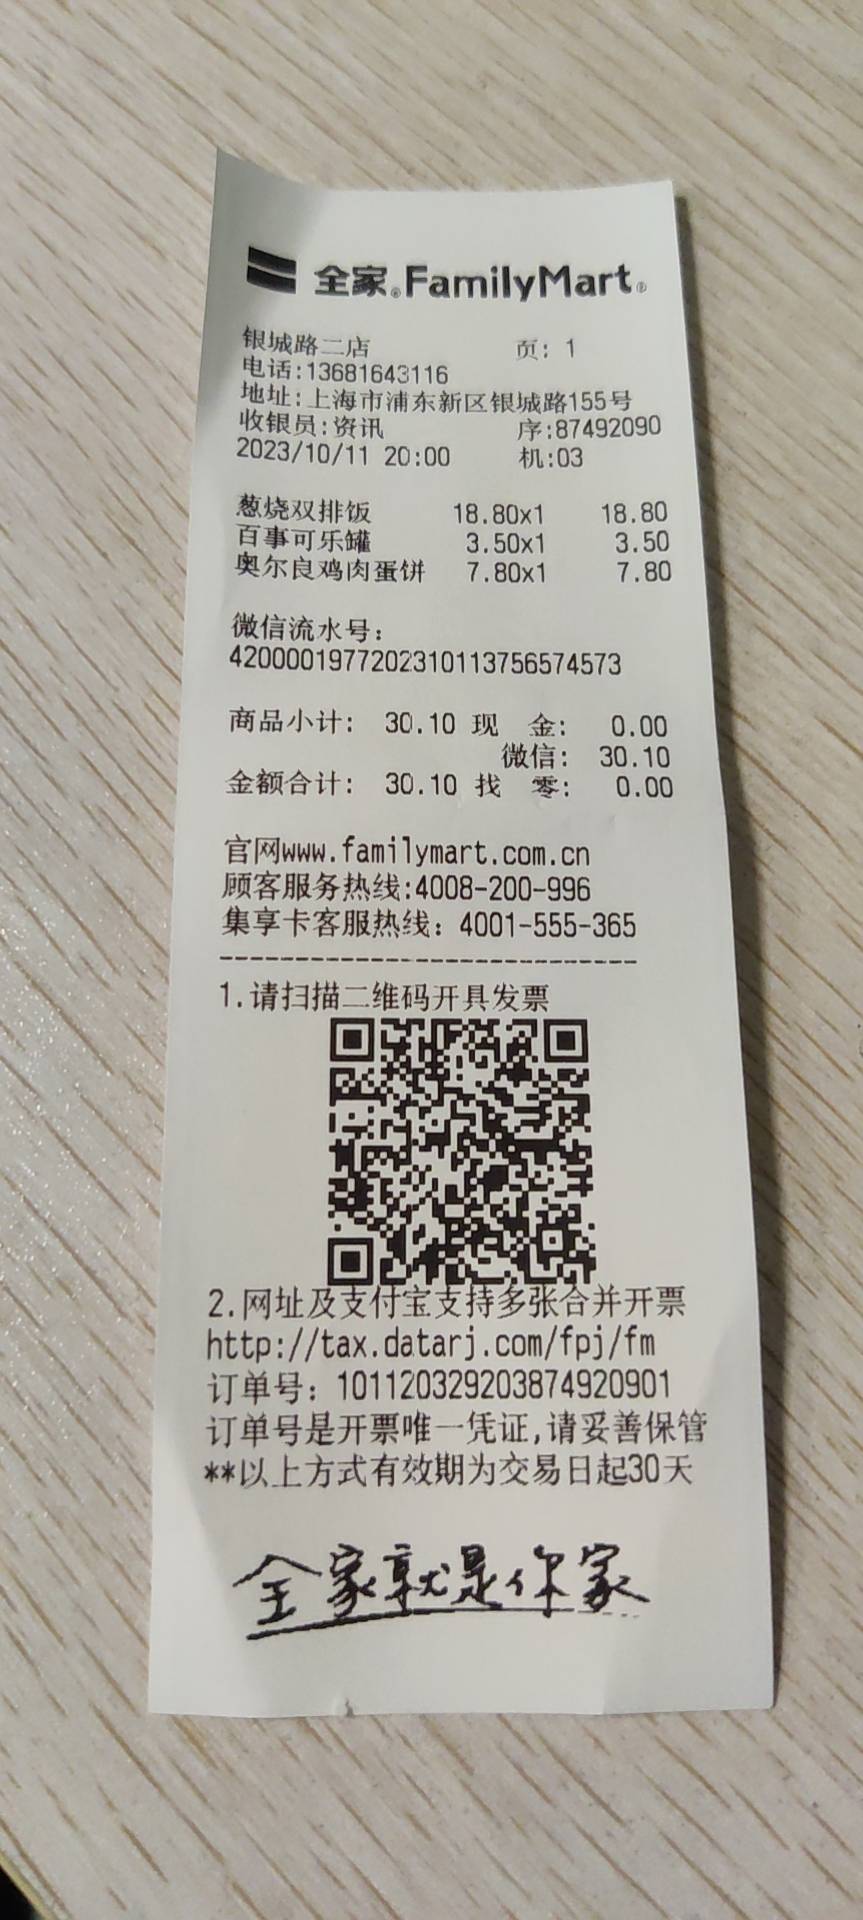 全家®FamilyMart®
银城路二店 页: 1
电话:13681643116
地址:上海市浦东新区银城路155号
收银员:资讯 序:87492090
2023/10/11 20:00 机:03
葱烧双排饭 18.80x1 18.80
百事可乐罐 3.50x1 3.50
奥尔良鸡肉蛋饼 7.80x1 7.80
微信流水号:
4200001977202310113756574573
商品小计: 30.10 现 金: 0.00
微信: 30.10
金额合计: 30.10 找 零: 0.00
官网www.familymart.com.cn
顾客服务热线:4008-200-996
集享卡客服热线: 4001-555-365
1.请扫描二维码开具发票
2.网址及支付宝支持多张合并开票
http://tax.datarj.com/fpj/fm
订单号: 101120329203874920901
订单号是开票唯一凭证,请妥善保管
**以上方式有效期为交易日起30天
全家就是你家